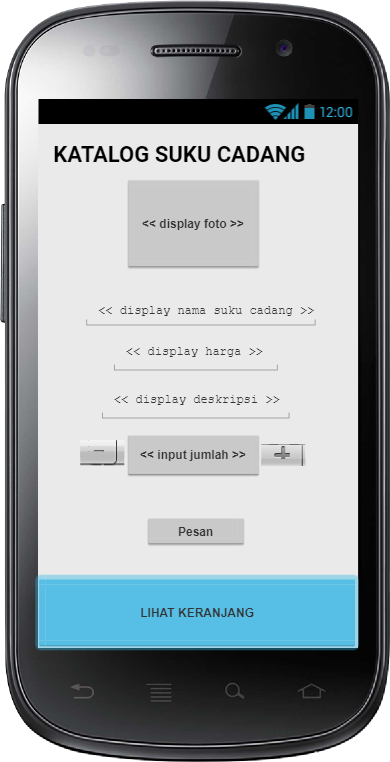 12:00
KATALOG SUKU CADANG
<< display foto >>
<< display nama suku cadang >>
<< display harga >>
<< display deskripsi >>
− << input jumlah >> +
Pesan
LIHAT KERANJANG